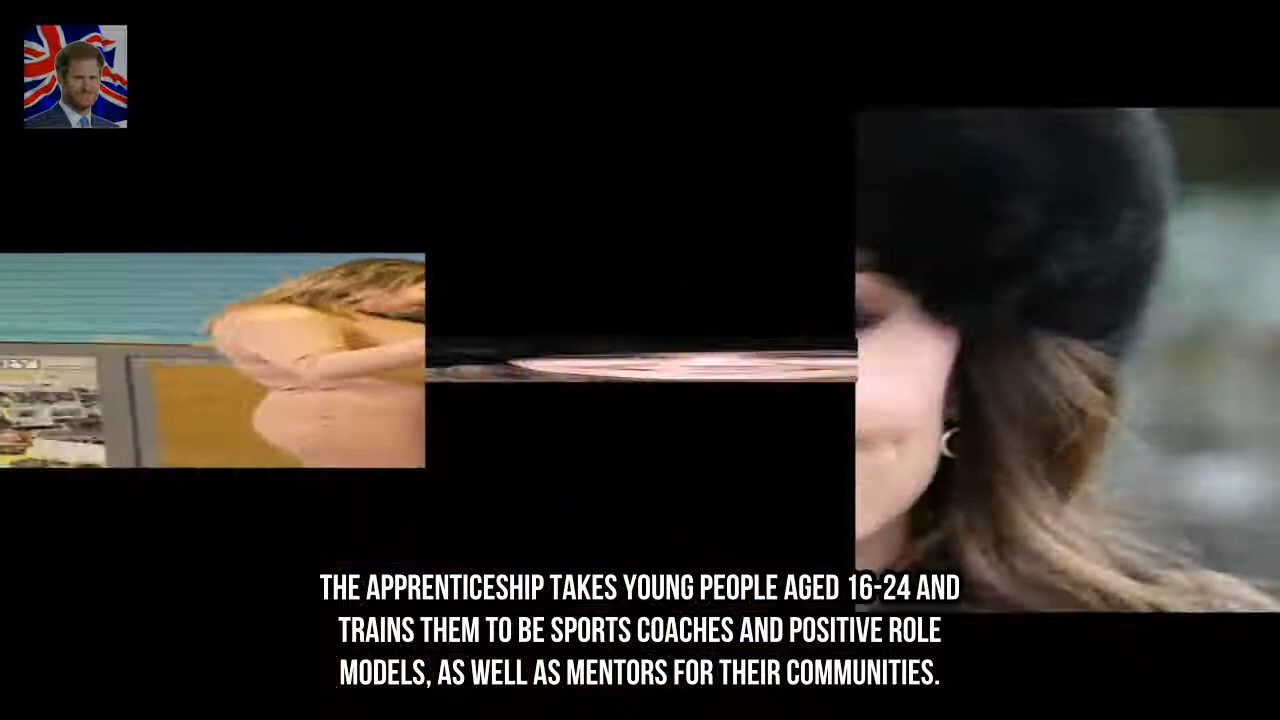 THE APPRENTICESHIP TAKES YOUNG PEOPLE AGED 16-24 AND
TRAINS THEM TO BE SPORTS COACHES AND POSITIVE ROLE
MODELS, AS WELL AS MENTORS FOR THEIR COMMUNITIES.